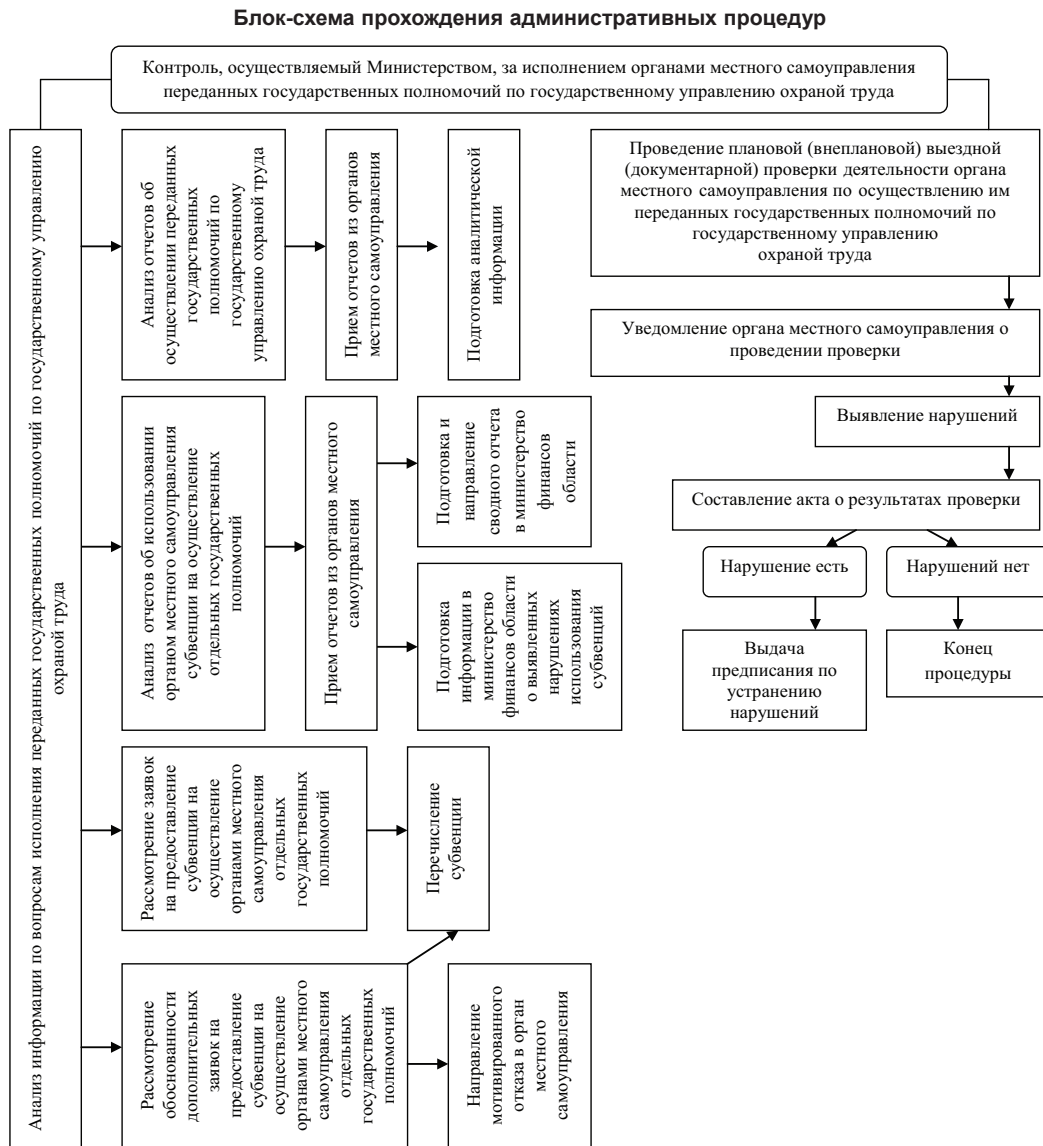 Блок-схема прохождения административных процедур
Контроль, осуществляемый Министерством, за исполнением органами местного самоуправления
переданных государственных полномочий по государственному управлению охраной труда
Анализ информации по вопросам исполнения переданных государственных полномочий по государственному управлению
охраной труда
Анализ отчетов об
осуществлении переданных
государственных
полномочий по
государственному
управлению охраной труда
Прием отчетов из органов
местного самоуправления
Подготовка аналитической
информации
Анализ отчетов об использовании
органом местного самоуправления
субвенции на осуществление
отдельных государственных
полномочий
Прием отчетов из органов местного
самоуправления
Подготовка и
направление
сводного отчета
в министерство
финансов
области
Подготовка
информации в
министерство
финансов области
о выявленных
нарушениях
использования
субвенций
Рассмотрение заявок
на предоставление
субвенции на
осуществление
органами местного
самоуправления
отдельных
государственных
полномочий
Перечисление
субвенции
Рассмотрение
обоснованности
дополнительных
заявок на
предоставление
субвенции на
осуществление
органами местного
самоуправления
отдельных
государственных
полномочий
Направление
мотивированного
отказа в орган
местного
самоуправления
Проведение плановой (внеплановой) выездной
(документарной) проверки деятельности органа
местного самоуправления по осуществлению им
переданных государственных полномочий по
государственному управлению
охраной труда
Уведомление органа местного самоуправления о
проведении проверки
Выявление нарушений
Составление акта о результатах проверки
Нарушение есть
Нарушений нет
Выдача
предписания по
устранению
нарушений
Конец
процедуры